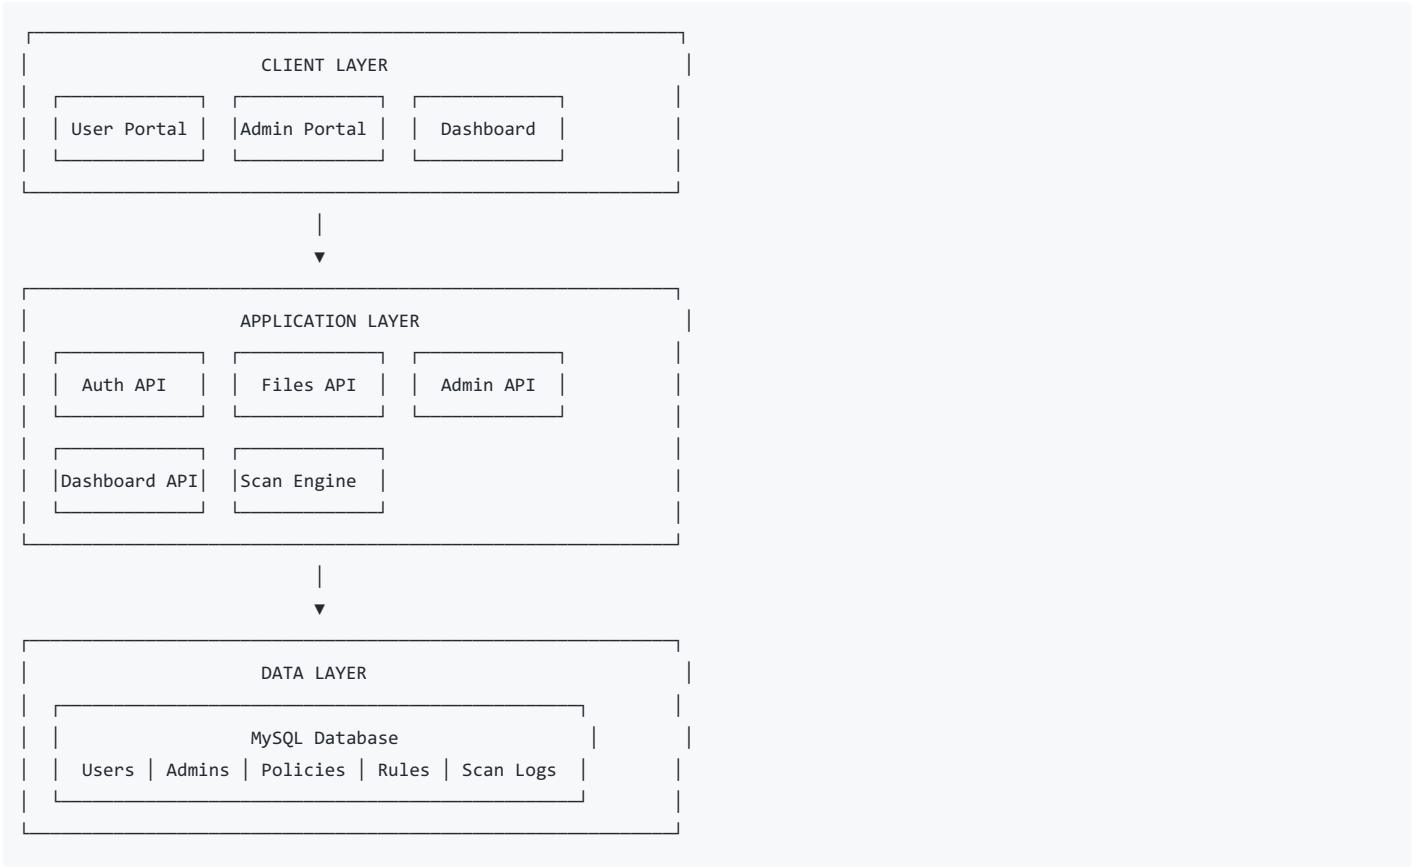 CLIENT LAYER
User Portal Admin Portal Dashboard
APPLICATION LAYER
Auth API Files API Admin API
Dashboard API Scan Engine
DATA LAYER
MySQL Database
Users │ Admins │ Policies │ Rules │ Scan Logs